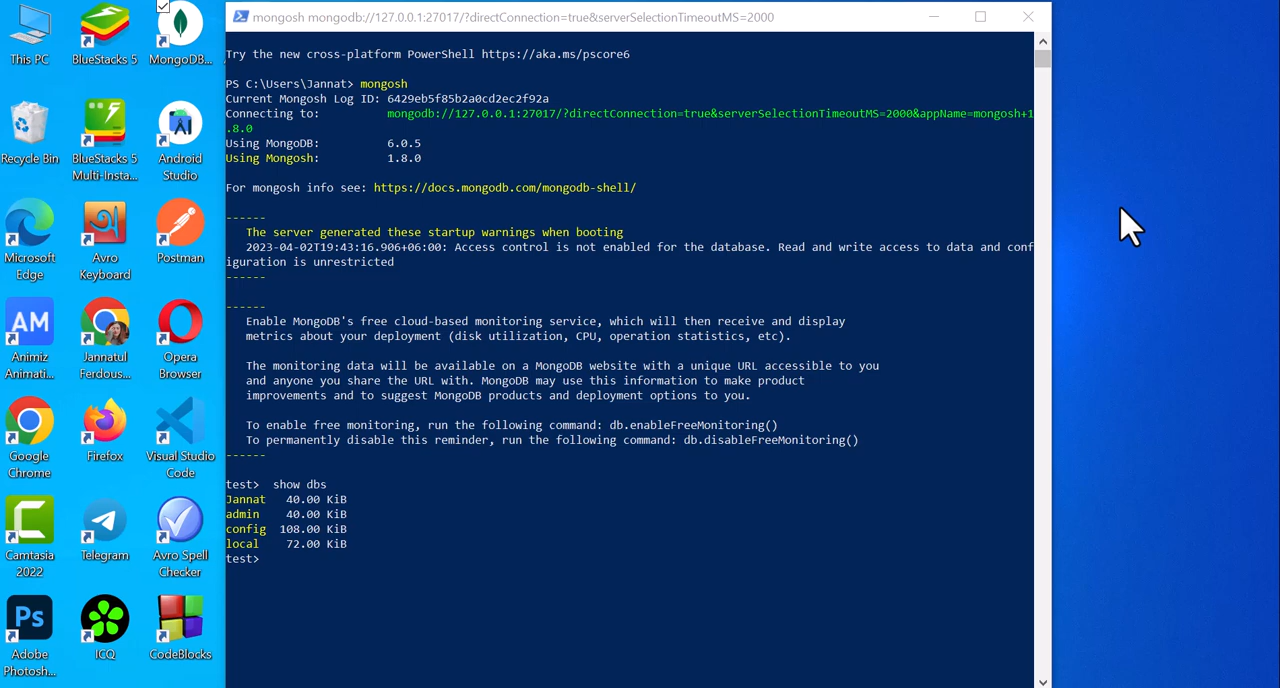 mongosh mongodb://127.0.0.1:27017/?directConnection=true&serverSelectionTimeoutMS=2000
Try the new cross-platform PowerShell https://aka.ms/pscore6
PS C:\Users\Jannat> mongosh
Current Mongosh Log ID: 6429eb5f85b2a0cd2ec2f92a
Connecting to: mongodb://127.0.0.1:27017/?directConnection=true&serverSelectionTimeoutMS=2000&appName=mongosh+1
.8.0
Using MongoDB: 6.0.5
Using Mongosh: 1.8.0
For mongosh info see: https://docs.mongodb.com/mongodb-shell/
------
The server generated these startup warnings when booting
2023-04-02T19:43:16.906+06:00: Access control is not enabled for the database. Read and write access to data and conf
iguration is unrestricted
------
------
Enable MongoDB's free cloud-based monitoring service, which will then receive and display
metrics about your deployment (disk utilization, CPU, operation statistics, etc).
The monitoring data will be available on a MongoDB website with a unique URL accessible to you
and anyone you share the URL with. MongoDB may use this information to make product
improvements and to suggest MongoDB products and deployment options to you.
To enable free monitoring, run the following command: db.enableFreeMonitoring()
To permanently disable this reminder, run the following command: db.disableFreeMonitoring()
------
test> show dbs
Jannat 40.00 KiB
admin 40.00 KiB
config 108.00 KiB
local 72.00 KiB
test>
This PC
BlueStacks 5
MongoDB...
Recycle Bin
BlueStacks 5
Multi-Insta...
Android
Studio
Microsoft
Edge
অ
Avro
Keyboard
Postman
AM
Animiz
Animati...
Jannatul
Ferdous...
Opera
Browser
Google
Chrome
Firefox
Visual Studio
Code
Camtasia
2022
Telegram
Avro Spell
Checker
Ps
Adobe
Photosh...
ICQ
CodeBlocks